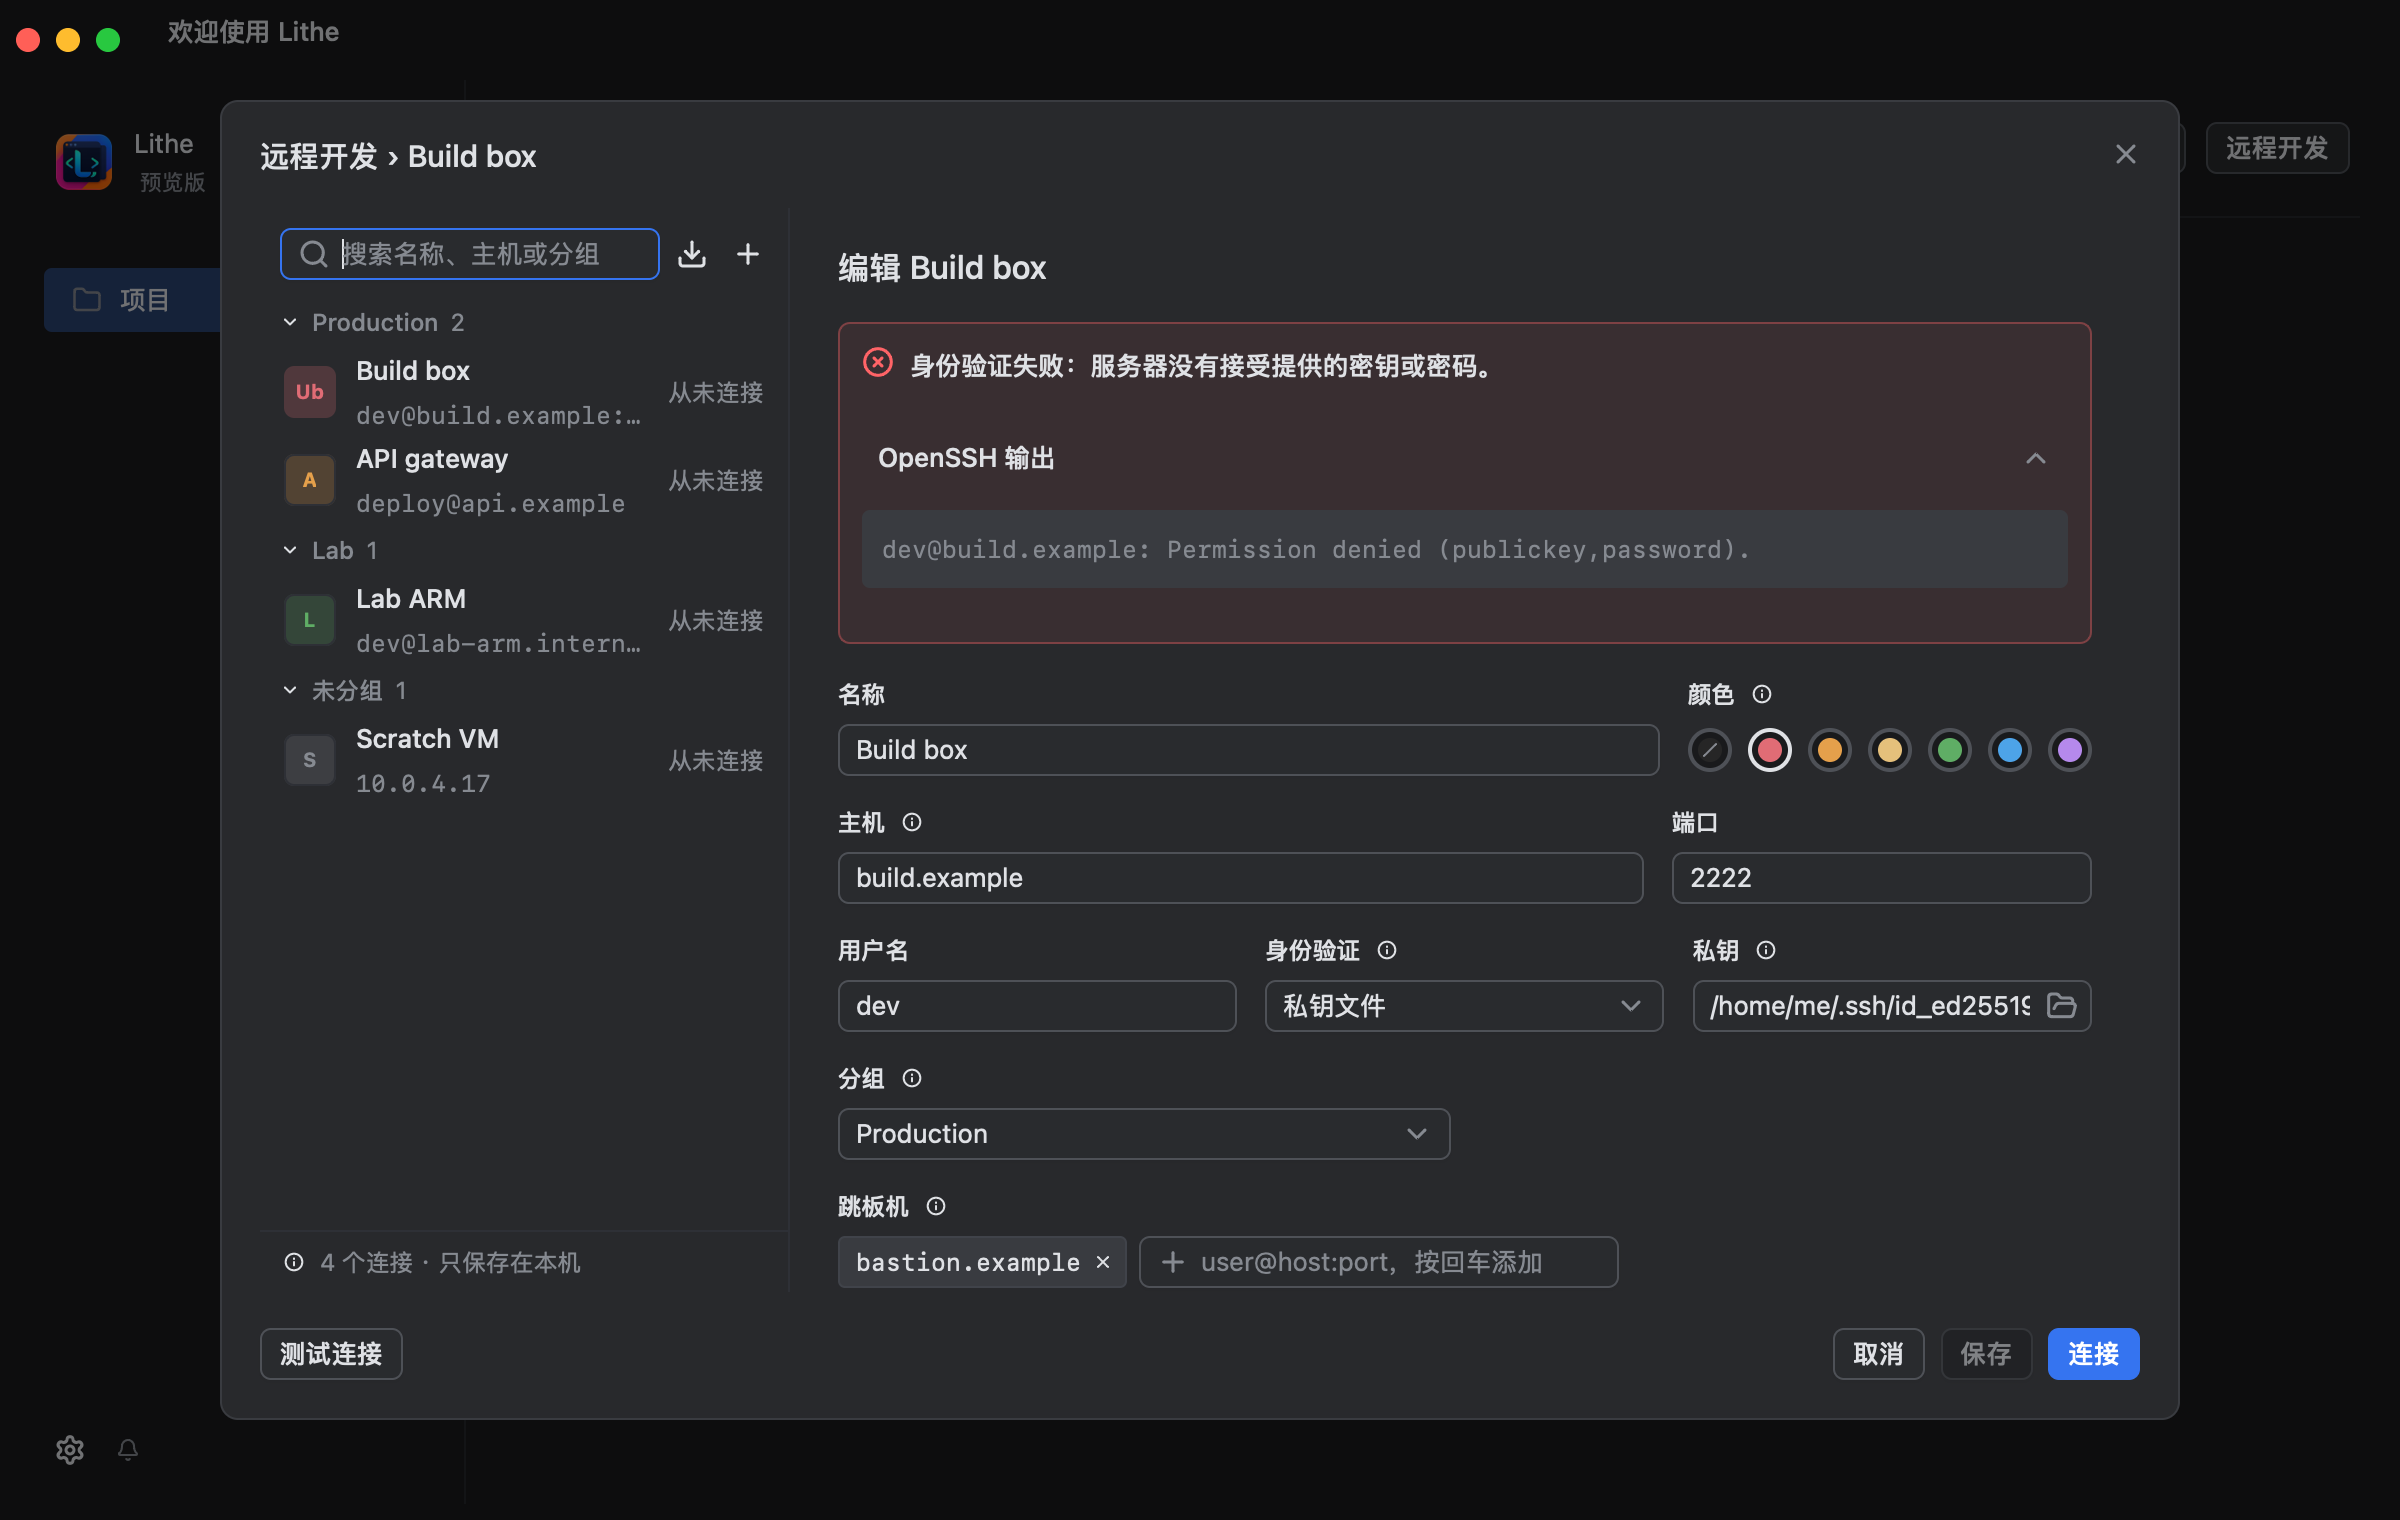 欢迎使用 Lithe
Lithe
预览版
远程开发
项目
远程开发 › Build box
搜索名称、主机或分组
Production 2
Ub
Build box
dev@build.example:…
从未连接
A
API gateway
deploy@api.example
从未连接
Lab 1
L
Lab ARM
dev@lab-arm.intern…
从未连接
未分组 1
S
Scratch VM
10.0.4.17
从未连接
4 个连接 · 只保存在本机
编辑 Build box
身份验证失败：服务器没有接受提供的密钥或密码。
OpenSSH 输出
dev@build.example: Permission denied (publickey,password).
名称
颜色
Build box
主机
端口
build.example
2222
用户名
身份验证
私钥
dev
私钥文件
/home/me/.ssh/id_ed25519
分组
Production
跳板机
bastion.example ×
user@host:port，按回车添加
测试连接
取消
保存
连接